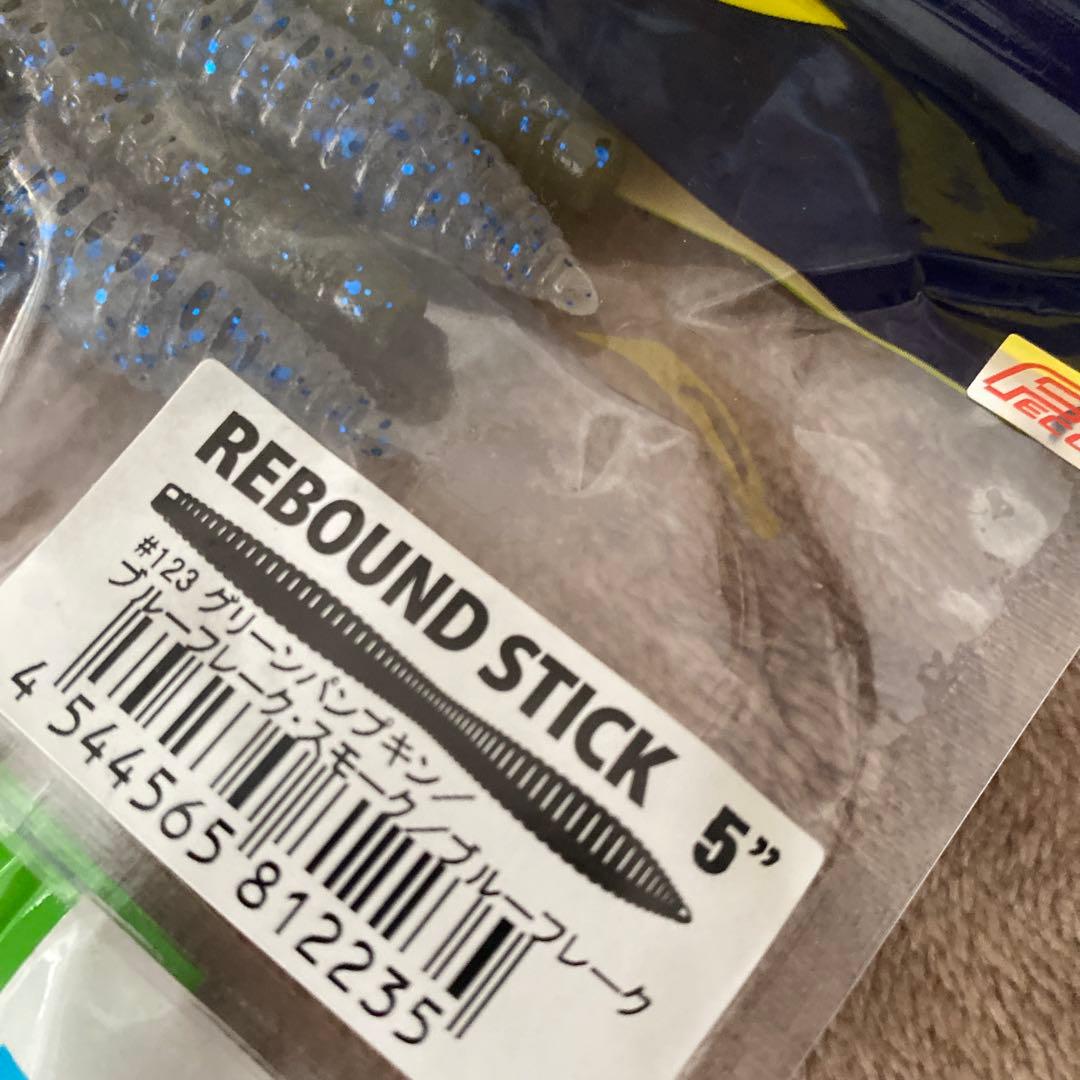 REBOUND STICK 5”
#123 グリーンパンプキン/
ブルーフレーク・スモーク/ブルーフレーク
4 544565 812235